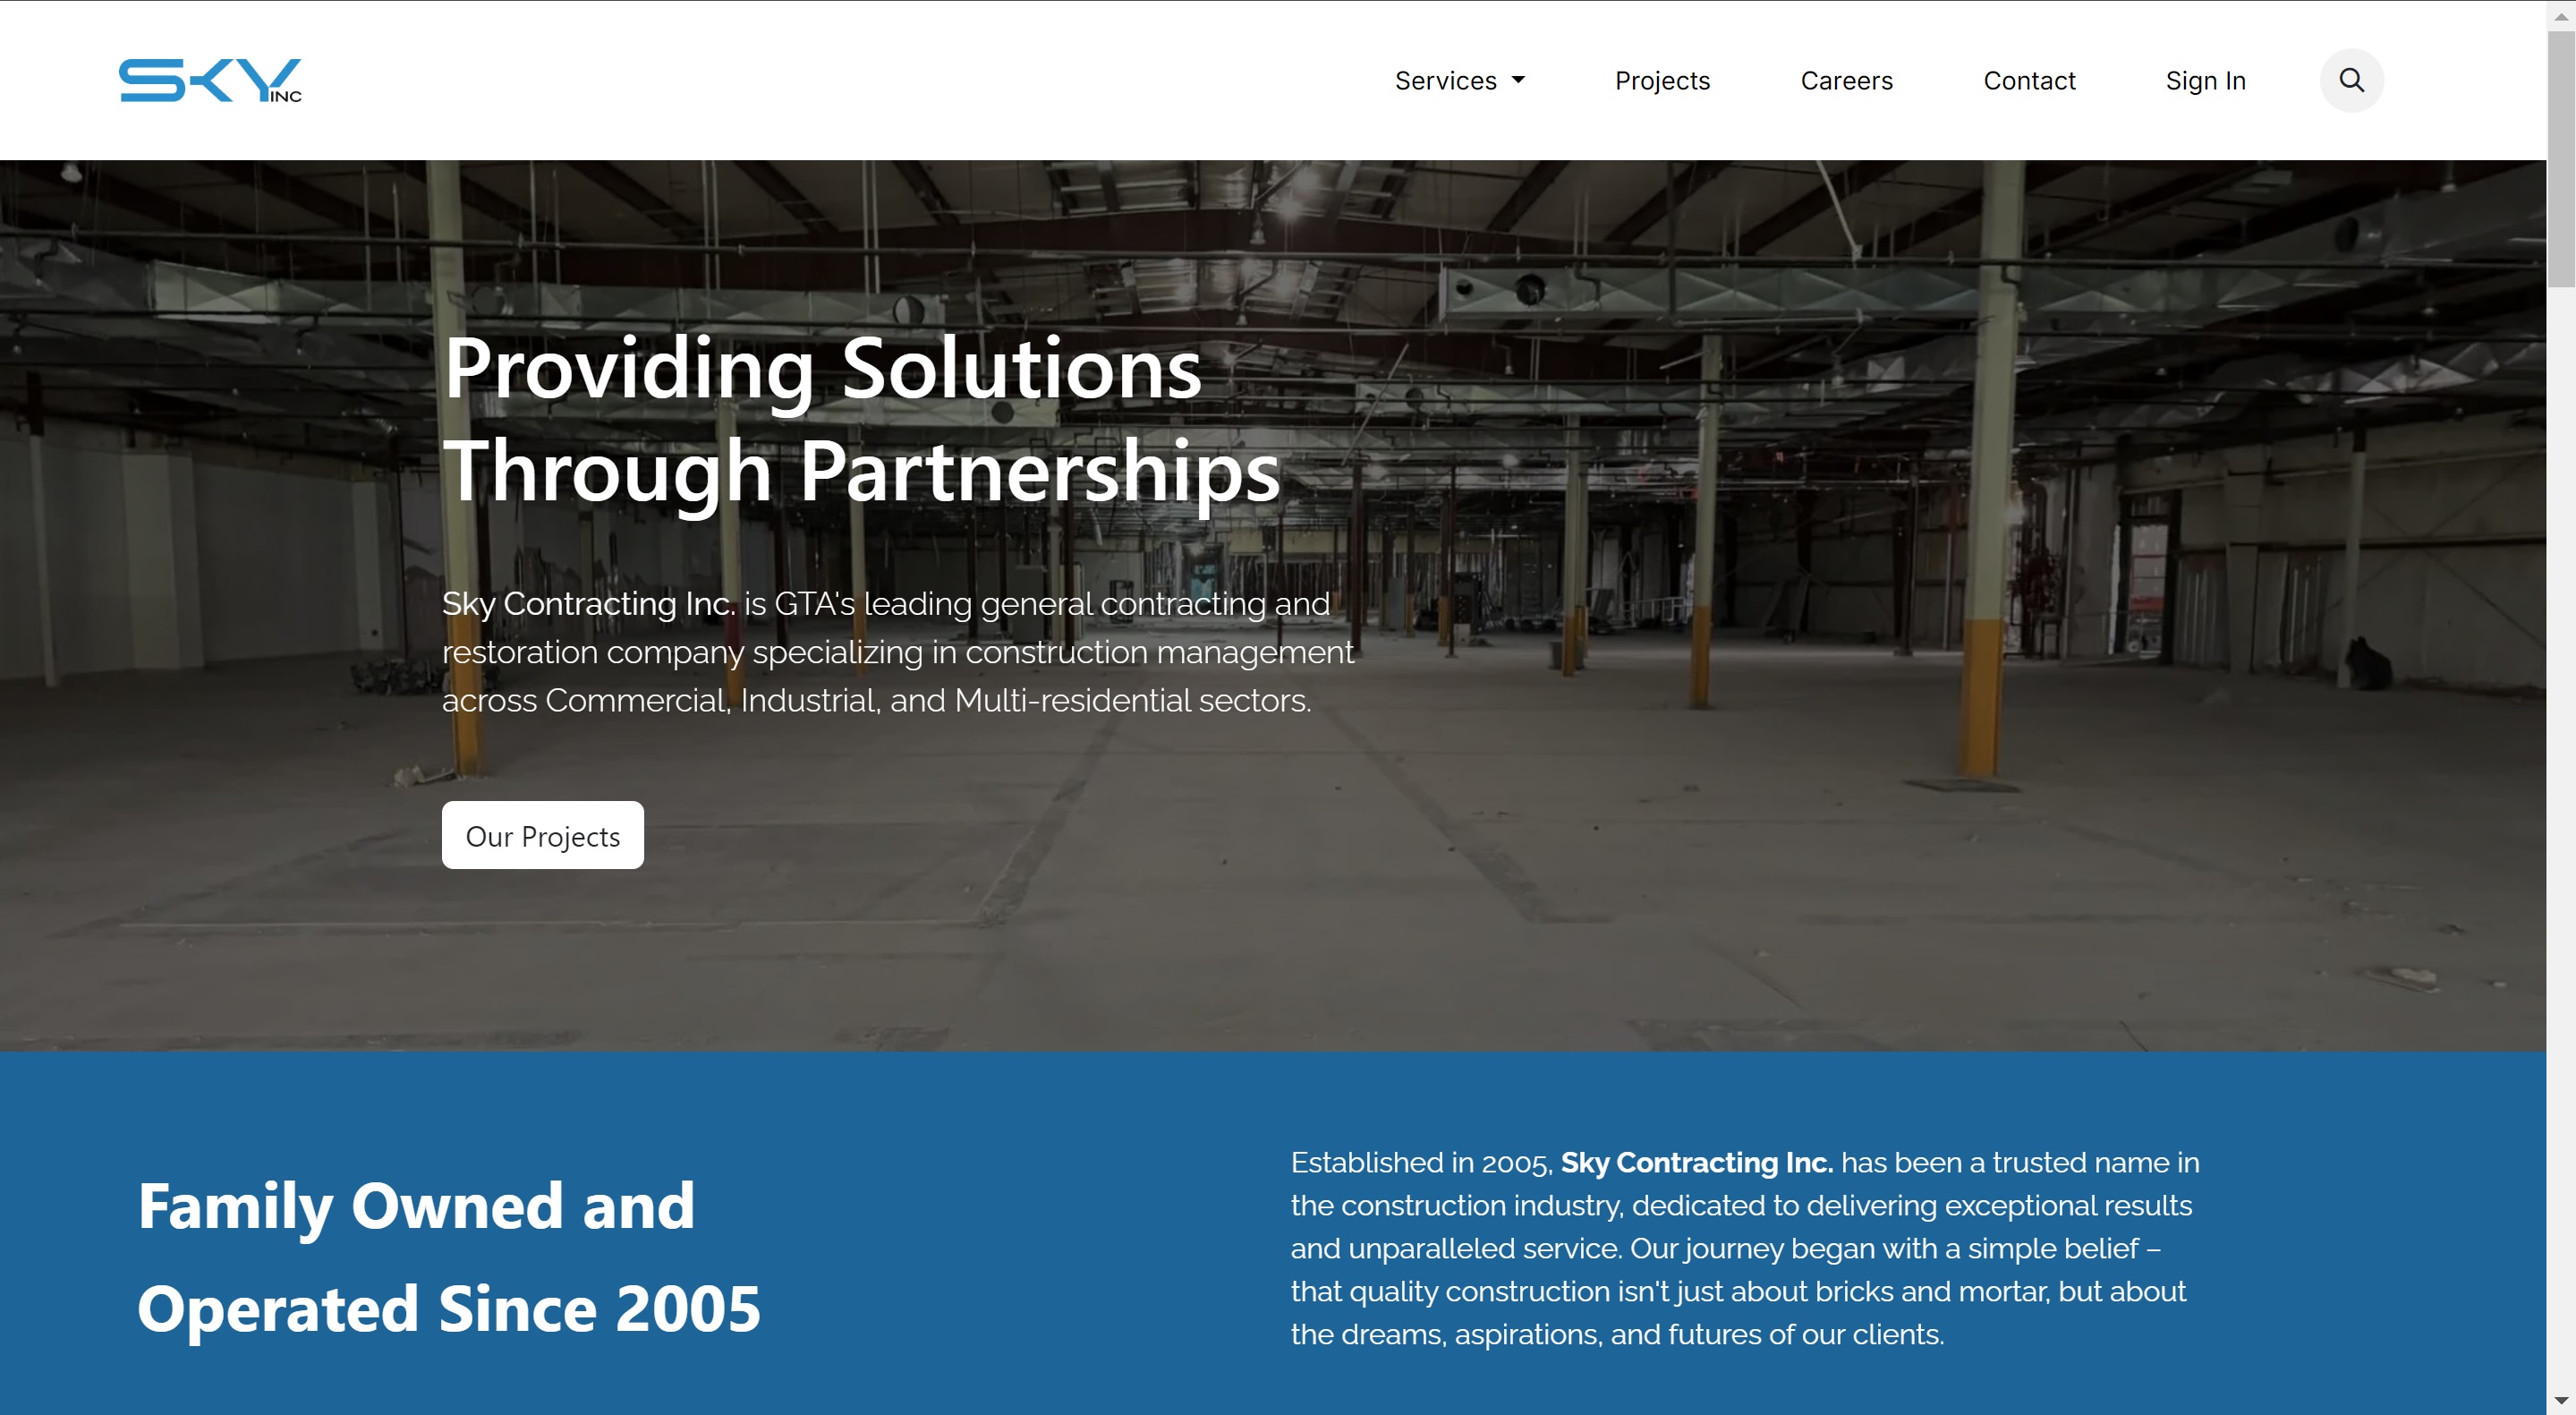 SKY INC
Services
Projects
Careers
Contact
Sign In
Providing Solutions
Through Partnerships
Sky Contracting Inc. is GTA's leading general contracting and
restoration company specializing in construction management
across Commercial, Industrial, and Multi-residential sectors.
Our Projects
Family Owned and
Operated Since 2005
Established in 2005, Sky Contracting Inc. has been a trusted name in
the construction industry, dedicated to delivering exceptional results
and unparalleled service. Our journey began with a simple belief –
that quality construction isn't just about bricks and mortar, but about
the dreams, aspirations, and futures of our clients.